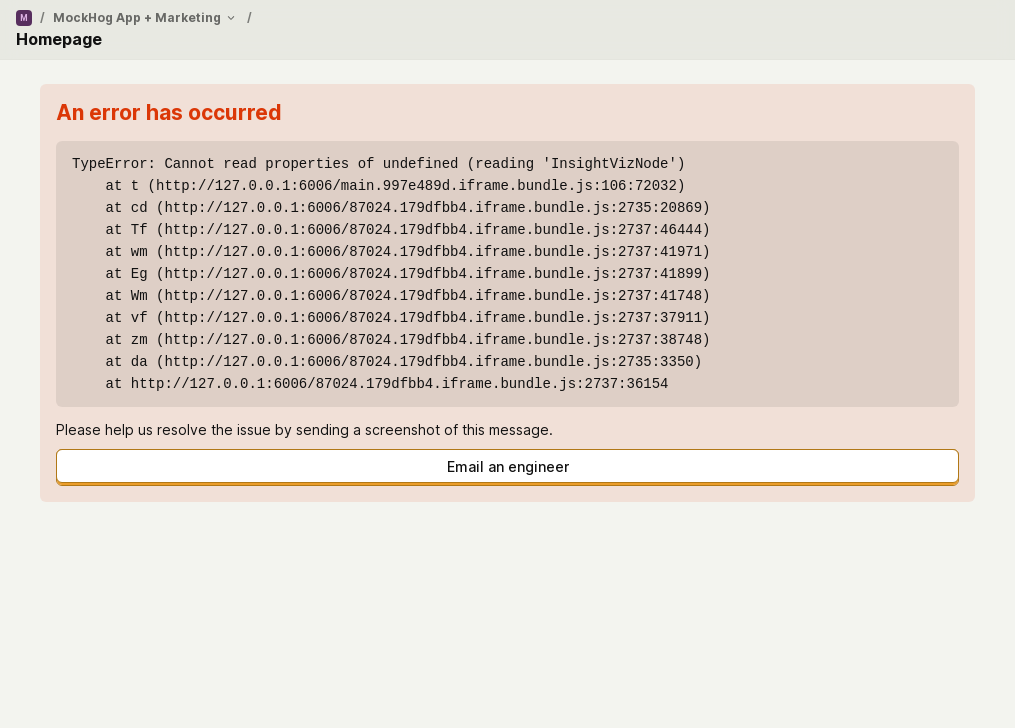 M / MockHog App + Marketing /
Homepage
An error has occurred
TypeError: Cannot read properties of undefined (reading 'InsightVizNode')
    at t (http://127.0.0.1:6006/main.997e489d.iframe.bundle.js:106:72032)
    at cd (http://127.0.0.1:6006/87024.179dfbb4.iframe.bundle.js:2735:20869)
    at Tf (http://127.0.0.1:6006/87024.179dfbb4.iframe.bundle.js:2737:46444)
    at wm (http://127.0.0.1:6006/87024.179dfbb4.iframe.bundle.js:2737:41971)
    at Eg (http://127.0.0.1:6006/87024.179dfbb4.iframe.bundle.js:2737:41899)
    at Wm (http://127.0.0.1:6006/87024.179dfbb4.iframe.bundle.js:2737:41748)
    at vf (http://127.0.0.1:6006/87024.179dfbb4.iframe.bundle.js:2737:37911)
    at zm (http://127.0.0.1:6006/87024.179dfbb4.iframe.bundle.js:2737:38748)
    at da (http://127.0.0.1:6006/87024.179dfbb4.iframe.bundle.js:2735:3350)
    at http://127.0.0.1:6006/87024.179dfbb4.iframe.bundle.js:2737:36154
Please help us resolve the issue by sending a screenshot of this message.
Email an engineer